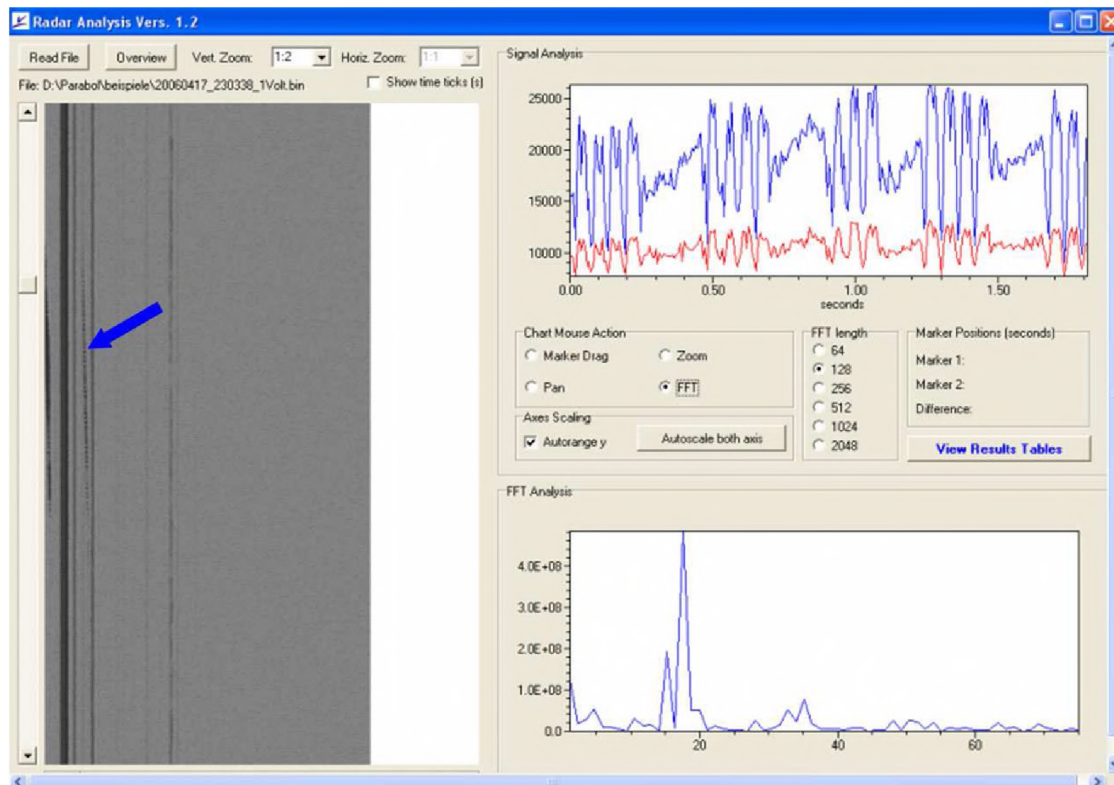 Radar Analysis Vers. 1.2
Read File Overview Vert. Zoom: 1:2 Horiz. Zoom: 1:1
File: D:\Parabol\beispiele\20060417_230338_1Volt.bin Show time ticks (s)
Signal Analysis
25000
20000
15000
10000
0.00 0.50 1.00 1.50
seconds
Chart Mouse Action
Marker Drag Zoom
Pan FFT
Axes Scaling
Autorange y Autoscale both axis
FFT length
64
128
256
512
1024
2048
Marker Positions (seconds)
Marker 1:
Marker 2:
Difference:
View Results Tables
FFT Analysis
4.0E+08
3.0E+08
2.0E+08
1.0E+08
0.0
20 40 60